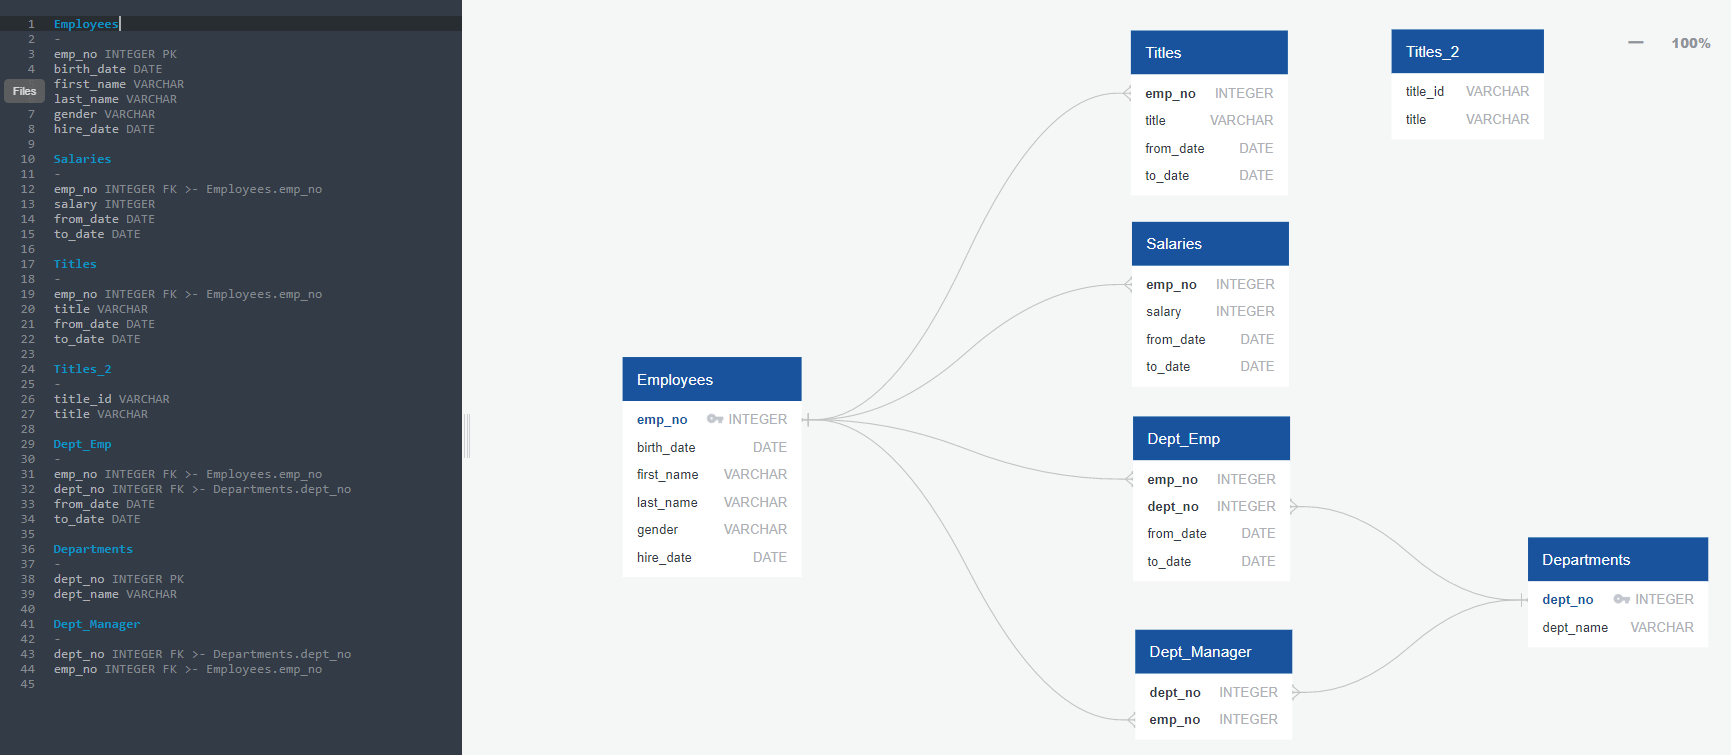 1 Employees
2 -
3 emp_no INTEGER PK
4 birth_date DATE
first_name VARCHAR
Files
last_name VARCHAR
7 gender VARCHAR
8 hire_date DATE
9
10 Salaries
11 -
12 emp_no INTEGER FK >- Employees.emp_no
13 salary INTEGER
14 from_date DATE
15 to_date DATE
16
17 Titles
18 -
19 emp_no INTEGER FK >- Employees.emp_no
20 title VARCHAR
21 from_date DATE
22 to_date DATE
23
24 Titles_2
25 -
26 title_id VARCHAR
27 title VARCHAR
28
29 Dept_Emp
30 -
31 emp_no INTEGER FK >- Employees.emp_no
32 dept_no INTEGER FK >- Departments.dept_no
33 from_date DATE
34 to_date DATE
35
36 Departments
37 -
38 dept_no INTEGER PK
39 dept_name VARCHAR
40
41 Dept_Manager
42 -
43 dept_no INTEGER FK >- Departments.dept_no
44 emp_no INTEGER FK >- Employees.emp_no
45
Employees
emp_no INTEGER
birth_date DATE
first_name VARCHAR
last_name VARCHAR
gender VARCHAR
hire_date DATE
Titles
emp_no INTEGER
title VARCHAR
from_date DATE
to_date DATE
Salaries
emp_no INTEGER
salary INTEGER
from_date DATE
to_date DATE
Dept_Emp
emp_no INTEGER
dept_no INTEGER
from_date DATE
to_date DATE
Dept_Manager
dept_no INTEGER
emp_no INTEGER
Titles_2
title_id VARCHAR
title VARCHAR
100%
Departments
dept_no INTEGER
dept_name VARCHAR